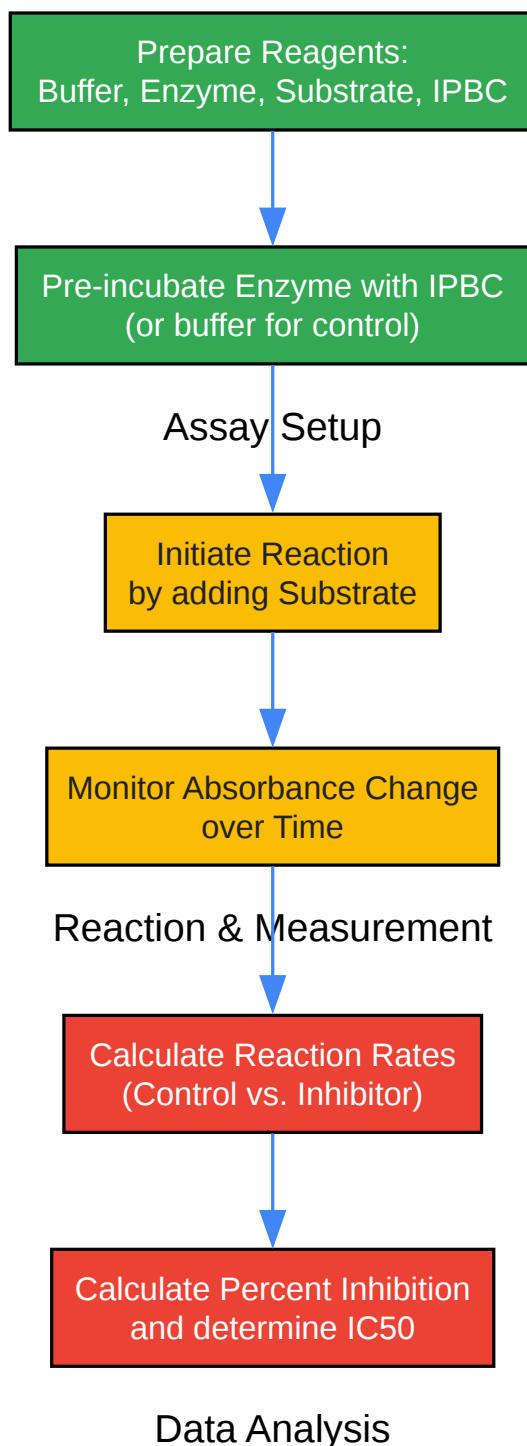 Prepare Reagents:
Buffer, Enzyme, Substrate, IPBC
Pre-incubate Enzyme with IPBC
(or buffer for control)
Assay Setup
Initiate Reaction
by adding Substrate
Monitor Absorbance Change
over Time
Reaction & Measurement
Calculate Reaction Rates
(Control vs. Inhibitor)
Calculate Percent Inhibition
and determine IC50
Data Analysis